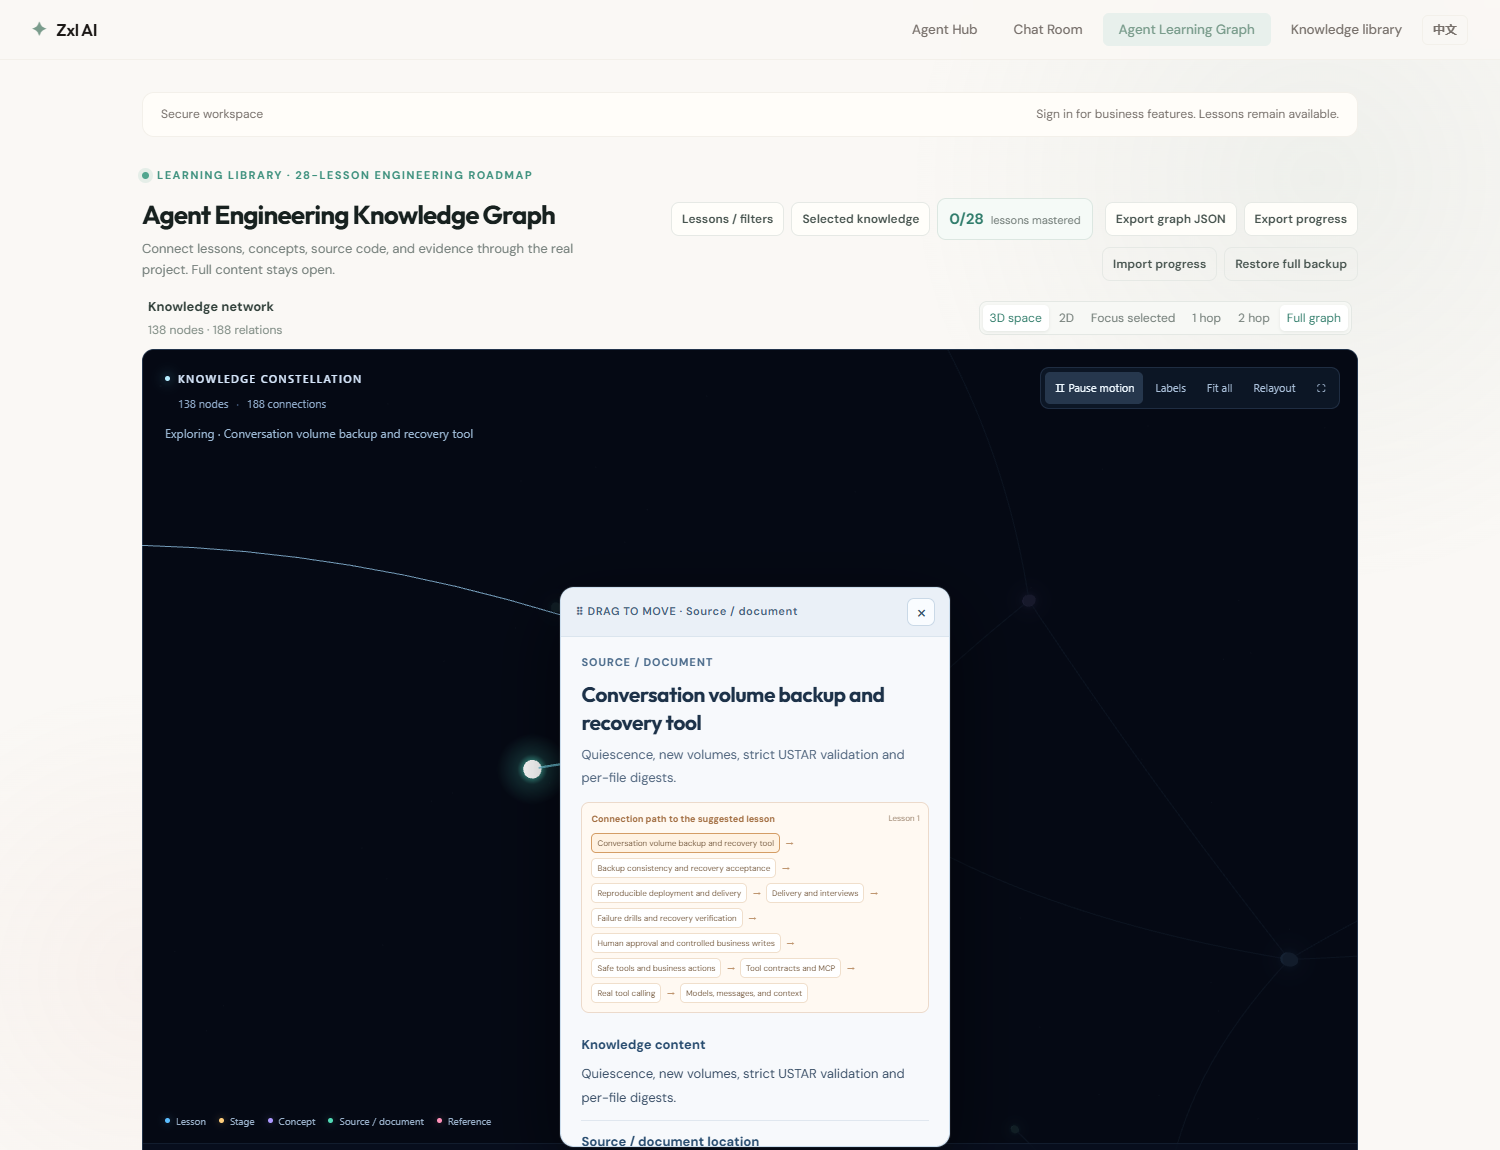 Zxl AI
Agent Hub
Chat Room
Agent Learning Graph
Knowledge library
中文
Secure workspace
Sign in for business features. Lessons remain available.
LEARNING LIBRARY · 28-LESSON ENGINEERING ROADMAP
Agent Engineering Knowledge Graph
Connect lessons, concepts, source code, and evidence through the real
project. Full content stays open.
Lessons / filters
Selected knowledge
0/28 lessons mastered
Export graph JSON
Export progress
Import progress
Restore full backup
Knowledge network
138 nodes · 188 relations
3D space
2D
Focus selected
1 hop
2 hop
Full graph
KNOWLEDGE CONSTELLATION
138 nodes · 188 connections
Exploring · Conversation volume backup and recovery tool
Pause motion
Labels
Fit all
Relayout
DRAG TO MOVE · Source / document
×
SOURCE / DOCUMENT
Conversation volume backup and
recovery tool
Quiescence, new volumes, strict USTAR validation and
per-file digests.
Connection path to the suggested lesson
Lesson 1
Conversation volume backup and recovery tool →
Backup consistency and recovery acceptance →
Reproducible deployment and delivery → Delivery and interviews →
Failure drills and recovery verification →
Human approval and controlled business writes →
Safe tools and business actions → Tool contracts and MCP →
Real tool calling → Models, messages, and context
Knowledge content
Quiescence, new volumes, strict USTAR validation and
per-file digests.
Source / document location
Lesson
Stage
Concept
Source / document
Reference